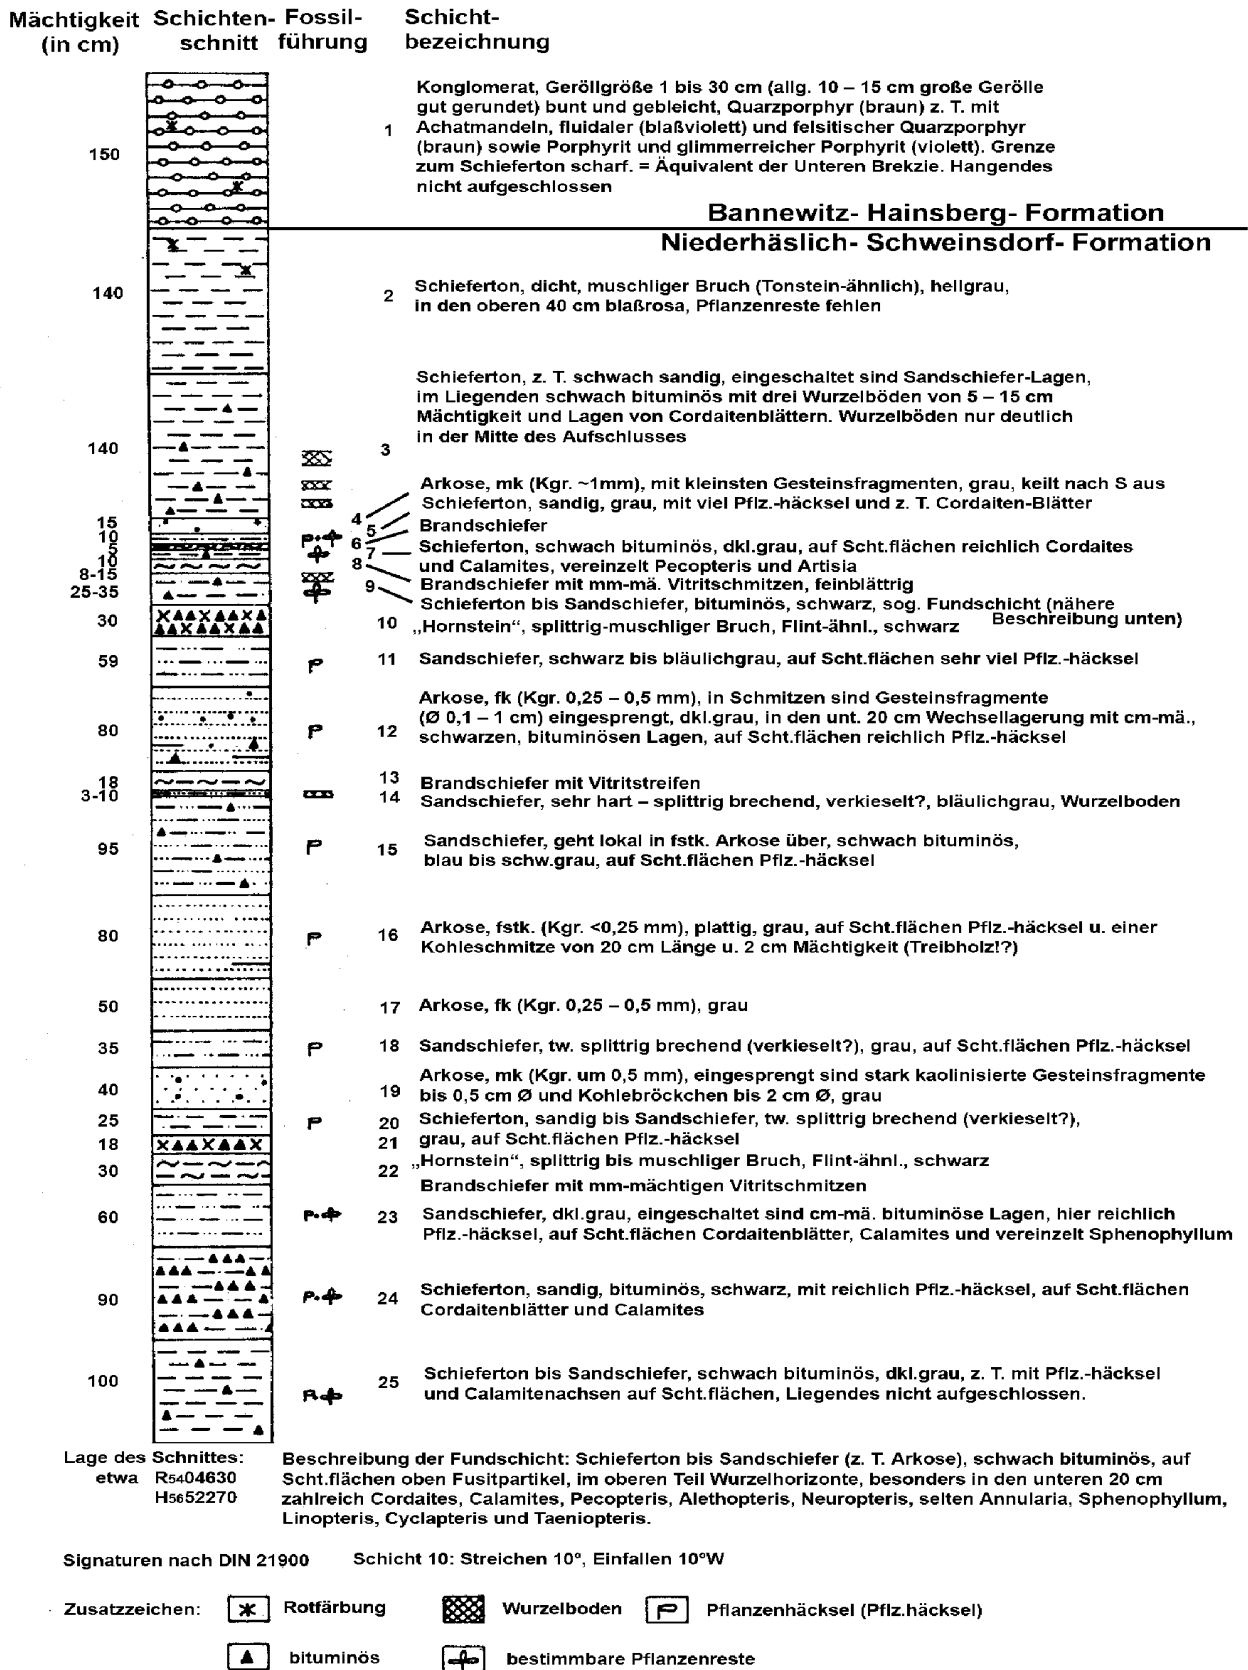 Mächtigkeit Schichten- Fossil- Schicht-
(in cm) schnitt führung bezeichnung
150
1
Konglomerat, Geröllgröße 1 bis 30 cm (allg. 10 – 15 cm große Gerölle
gut gerundet) bunt und gebleicht, Quarzporphyr (braun) z. T. mit
Achatmandeln, fluidaler (blaßviolett) und felsitischer Quarzporphyr
(braun) sowie Porphyrit und glimmerreicher Porphyrit (violett). Grenze
zum Schieferton scharf. = Äquivalent der Unteren Brekzie. Hangendes
nicht aufgeschlossen
Bannewitz- Hainsberg- Formation
Niederhäslich- Schweinsdorf- Formation
140
2
Schieferton, dicht, muschliger Bruch (Tonstein-ähnlich), hellgrau,
in den oberen 40 cm blaßrosa, Pflanzenreste fehlen
140
3
Schieferton, z. T. schwach sandig, eingeschaltet sind Sandschiefer-Lagen,
im Liegenden schwach bituminös mit drei Wurzelböden von 5 – 15 cm
Mächtigkeit und Lagen von Cordaitenblättern. Wurzelböden nur deutlich
in der Mitte des Aufschlusses
15
4
Arkose, mk (Kgr. ~1mm), mit kleinsten Gesteinsfragmenten, grau, keilt nach S aus
10
5
Schieferton, sandig, grau, mit viel Pflz.-häcksel und z. T. Cordaiten-Blätter
5
6
Brandschiefer
10
7
Schieferton, schwach bituminös, dkl.grau, auf Scht.flächen reichlich Cordaites
und Calamites, vereinzelt Pecopteris und Artisia
8-15
8
Brandschiefer mit mm-mä. Vitritschmitzen, feinblättrig
25-35
9
Schieferton bis Sandschiefer, bituminös, schwarz, sog. Fundschicht (nähere
Beschreibung unten)
30
10
„Hornstein“, splittrig-muschliger Bruch, Flint-ähnl., schwarz
59
11
Sandschiefer, schwarz bis bläulichgrau, auf Scht.flächen sehr viel Pflz.-häcksel
80
12
Arkose, fk (Kgr. 0,25 – 0,5 mm), in Schmitzen sind Gesteinsfragmente
(Ø 0,1 – 1 cm) eingesprengt, dkl.grau, in den unt. 20 cm Wechsellagerung mit cm-mä.,
schwarzen, bituminösen Lagen, auf Scht.flächen reichlich Pflz.-häcksel
18
13
Brandschiefer mit Vitritstreifen
3-10
14
Sandschiefer, sehr hart – splittrig brechend, verkieselt?, bläulichgrau, Wurzelboden
95
15
Sandschiefer, geht lokal in fstk. Arkose über, schwach bituminös,
blau bis schw.grau, auf Scht.flächen Pflz.-häcksel
80
16
Arkose, fstk. (Kgr. <0,25 mm), plattig, grau, auf Scht.flächen Pflz.-häcksel u. einer
Kohleschmitze von 20 cm Länge u. 2 cm Mächtigkeit (Treibholz!?)
50
17
Arkose, fk (Kgr. 0,25 – 0,5 mm), grau
35
18
Sandschiefer, tw. splittrig brechend (verkieselt?), grau, auf Scht.flächen Pflz.-häcksel
40
19
Arkose, mk (Kgr. um 0,5 mm), eingesprengt sind stark kaolinisierte Gesteinsfragmente
bis 0,5 cm Ø und Kohlebröckchen bis 2 cm Ø, grau
25
20
Schieferton, sandig bis Sandschiefer, tw. splittrig brechend (verkieselt?),
grau, auf Scht.flächen Pflz.-häcksel
18
21
„Hornstein“, splittrig bis muschliger Bruch, Flint-ähnl., schwarz
30
22
Brandschiefer mit mm-mächtigen Vitritschmitzen
60
23
Sandschiefer, dkl.grau, eingeschaltet sind cm-mä. bituminöse Lagen, hier reichlich
Pflz.-häcksel, auf Scht.flächen Cordaitenblätter, Calamites und vereinzelt Sphenophyllum
90
24
Schieferton, sandig, bituminös, schwarz, mit reichlich Pflz.-häcksel, auf Scht.flächen
Cordaitenblätter und Calamites
100
25
Schieferton bis Sandschiefer, schwach bituminös, dkl.grau, z. T. mit Pflz.-häcksel
und Calamitenachsen auf Scht.flächen, Liegendes nicht aufgeschlossen.
Lage des Schnittes:
etwa R5404630
H5652270
Beschreibung der Fundschicht: Schieferton bis Sandschiefer (z. T. Arkose), schwach bituminös, auf
Scht.flächen oben Fusitpartikel, im oberen Teil Wurzelhorizonte, besonders in den unteren 20 cm
zahlreich Cordaites, Calamites, Pecopteris, Alethopteris, Neuropteris, selten Annularia, Sphenophyllum,
Linopteris, Cyclapteris und Taeniopteris.
Signaturen nach DIN 21900 Schicht 10: Streichen 10°, Einfallen 10°W
Zusatzzeichen: Rotfärbung Wurzelboden Pflanzenhäcksel (Pflz.häcksel)
bituminös bestimmbare Pflanzenreste